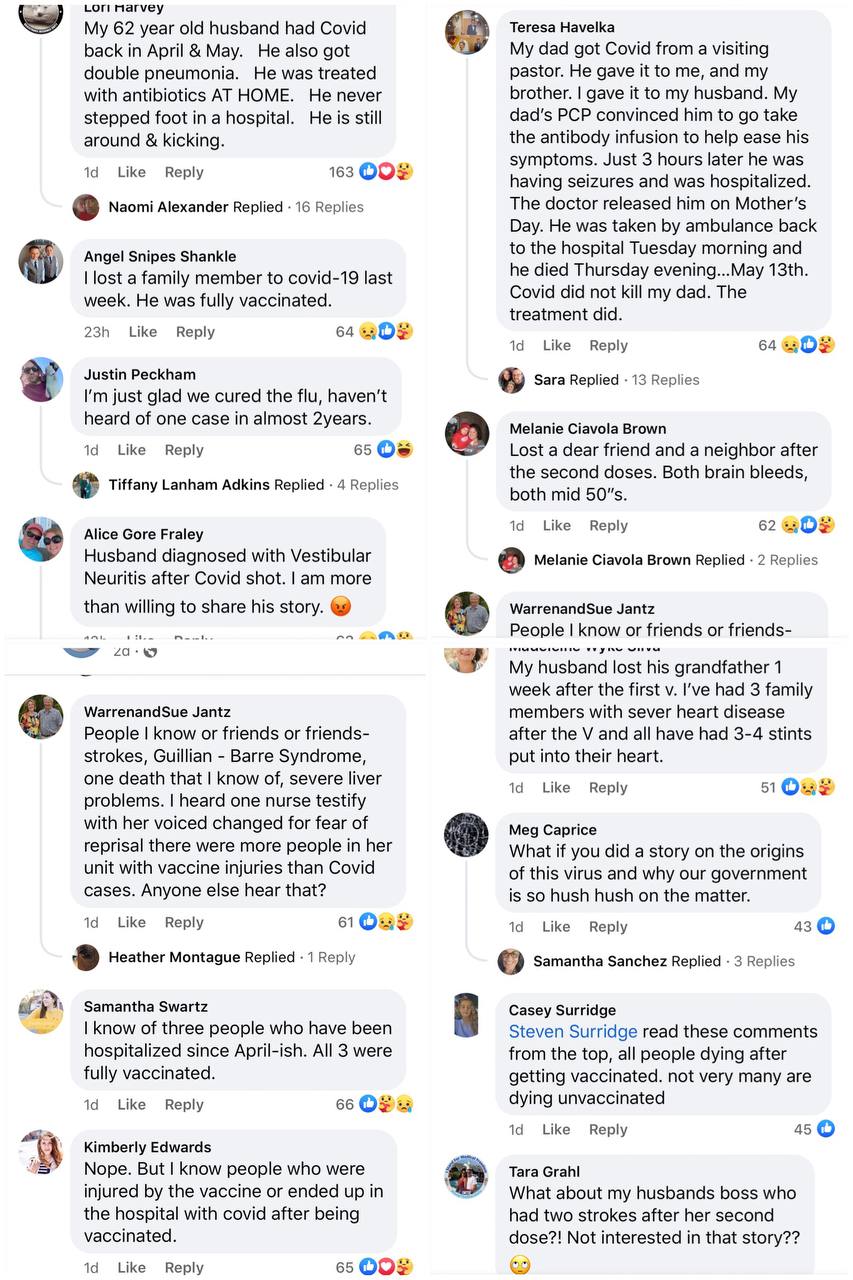 Lori Harvey
My 62 year old husband had Covid
back in April & May. He also got
double pneumonia. He was treated
with antibiotics AT HOME. He never
stepped foot in a hospital. He is still
around & kicking.
1d Like Reply 163
Naomi Alexander Replied · 16 Replies
Angel Snipes Shankle
I lost a family member to covid-19 last
week. He was fully vaccinated.
23h Like Reply 64
Justin Peckham
I'm just glad we cured the flu, haven't
heard of one case in almost 2years.
1d Like Reply 65
Tiffany Lanham Adkins Replied · 4 Replies
Alice Gore Fraley
Husband diagnosed with Vestibular
Neuritis after Covid shot. I am more
than willing to share his story. 😡
Like Reply
Teresa Havelka
My dad got Covid from a visiting
pastor. He gave it to me, and my
brother. I gave it to my husband. My
dad's PCP convinced him to go take
the antibody infusion to help ease his
symptoms. Just 3 hours later he was
having seizures and was hospitalized.
The doctor released him on Mother's
Day. He was taken by ambulance back
to the hospital Tuesday morning and
he died Thursday evening...May 13th.
Covid did not kill my dad. The
treatment did.
1d Like Reply 64
Sara Replied · 13 Replies
Melanie Ciavola Brown
Lost a dear friend and a neighbor after
the second doses. Both brain bleeds,
both mid 50"s.
1d Like Reply 62
Melanie Ciavola Brown Replied · 2 Replies
WarrenandSue Jantz
People I know or friends or friends-
2d ·
WarrenandSue Jantz
People I know or friends or friends-
strokes, Guillian - Barre Syndrome,
one death that I know of, severe liver
problems. I heard one nurse testify
with her voiced changed for fear of
reprisal there were more people in her
unit with vaccine injuries than Covid
cases. Anyone else hear that?
1d Like Reply 61
Heather Montague Replied · 1 Reply
Samantha Swartz
I know of three people who have been
hospitalized since April-ish. All 3 were
fully vaccinated.
1d Like Reply 66
Kimberly Edwards
Nope. But I know people who were
injured by the vaccine or ended up in
the hospital with covid after being
vaccinated.
1d Like Reply 65
Madeleine Wyke Silva
My husband lost his grandfather 1
week after the first v. I've had 3 family
members with sever heart disease
after the V and all have had 3-4 stints
put into their heart.
1d Like Reply 51
Meg Caprice
What if you did a story on the origins
of this virus and why our government
is so hush hush on the matter.
1d Like Reply 43
Samantha Sanchez Replied · 3 Replies
Casey Surridge
Steven Surridge read these comments
from the top, all people dying after
getting vaccinated. not very many are
dying unvaccinated
1d Like Reply 45
Tara Grahl
What about my husbands boss who
had two strokes after her second
dose?! Not interested in that story??
🙄